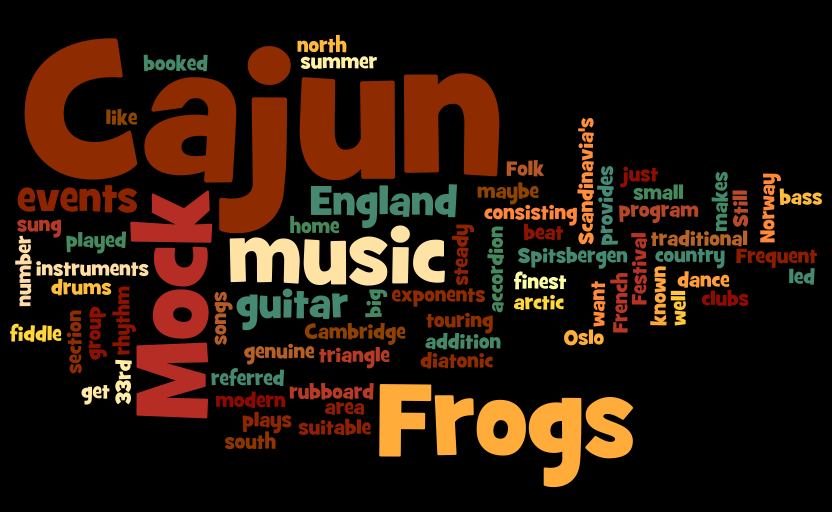 north
booked
summer
Cajun
like
Scandinavia's
Folk
provides
just
events
Mock
England
maybe
small
makes
Still
Norway
bass
consisting
program
sung
home
played
number
music
steady
accordion
beat
traditional
Festival
Spitsbergen
country
Frequent
instruments
drums
songs
guitar
big
exponents
finest
arctic
want
French
known
well
dance
led
clubs
fiddle
section
group
rhythm
Cambridge
touring
addition
Oslo
genuine
triangle
diatonic
get
33rd
referred
modern
rubboard
area
plays
suitable
south
Frogs